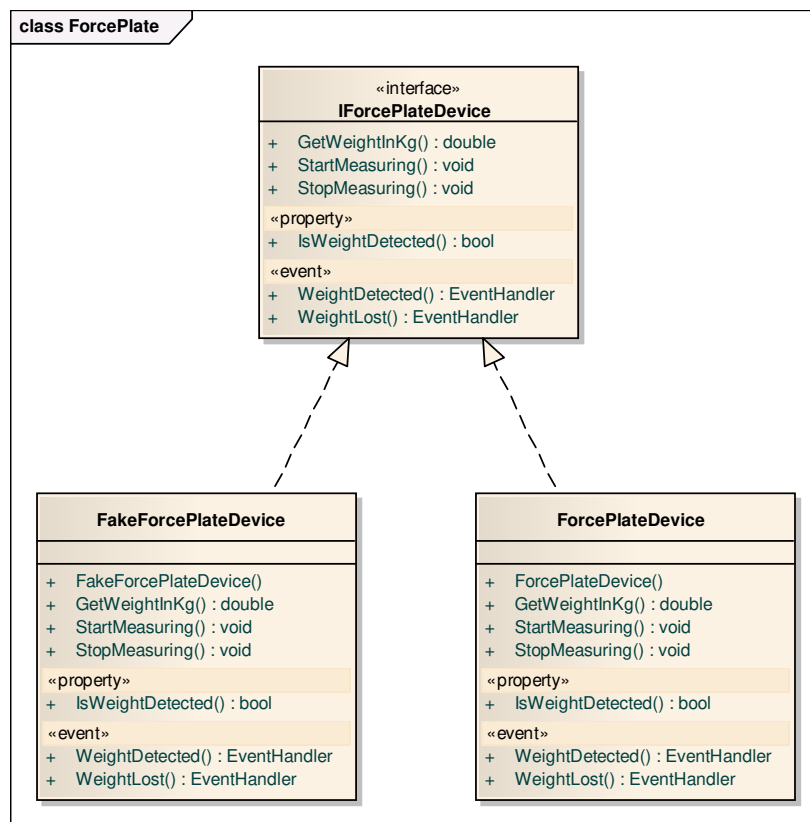 class ForcePlate
«interface»
IForcePlateDevice
+ GetWeightInKg() : double
+ StartMeasuring() : void
+ StopMeasuring() : void
«property»
+ IsWeightDetected() : bool
«event»
+ WeightDetected() : EventHandler
+ WeightLost() : EventHandler
FakeForcePlateDevice
+ FakeForcePlateDevice()
+ GetWeightInKg() : double
+ StartMeasuring() : void
+ StopMeasuring() : void
«property»
+ IsWeightDetected() : bool
«event»
+ WeightDetected() : EventHandler
+ WeightLost() : EventHandler
ForcePlateDevice
+ ForcePlateDevice()
+ GetWeightInKg() : double
+ StartMeasuring() : void
+ StopMeasuring() : void
«property»
+ IsWeightDetected() : bool
«event»
+ WeightDetected() : EventHandler
+ WeightLost() : EventHandler